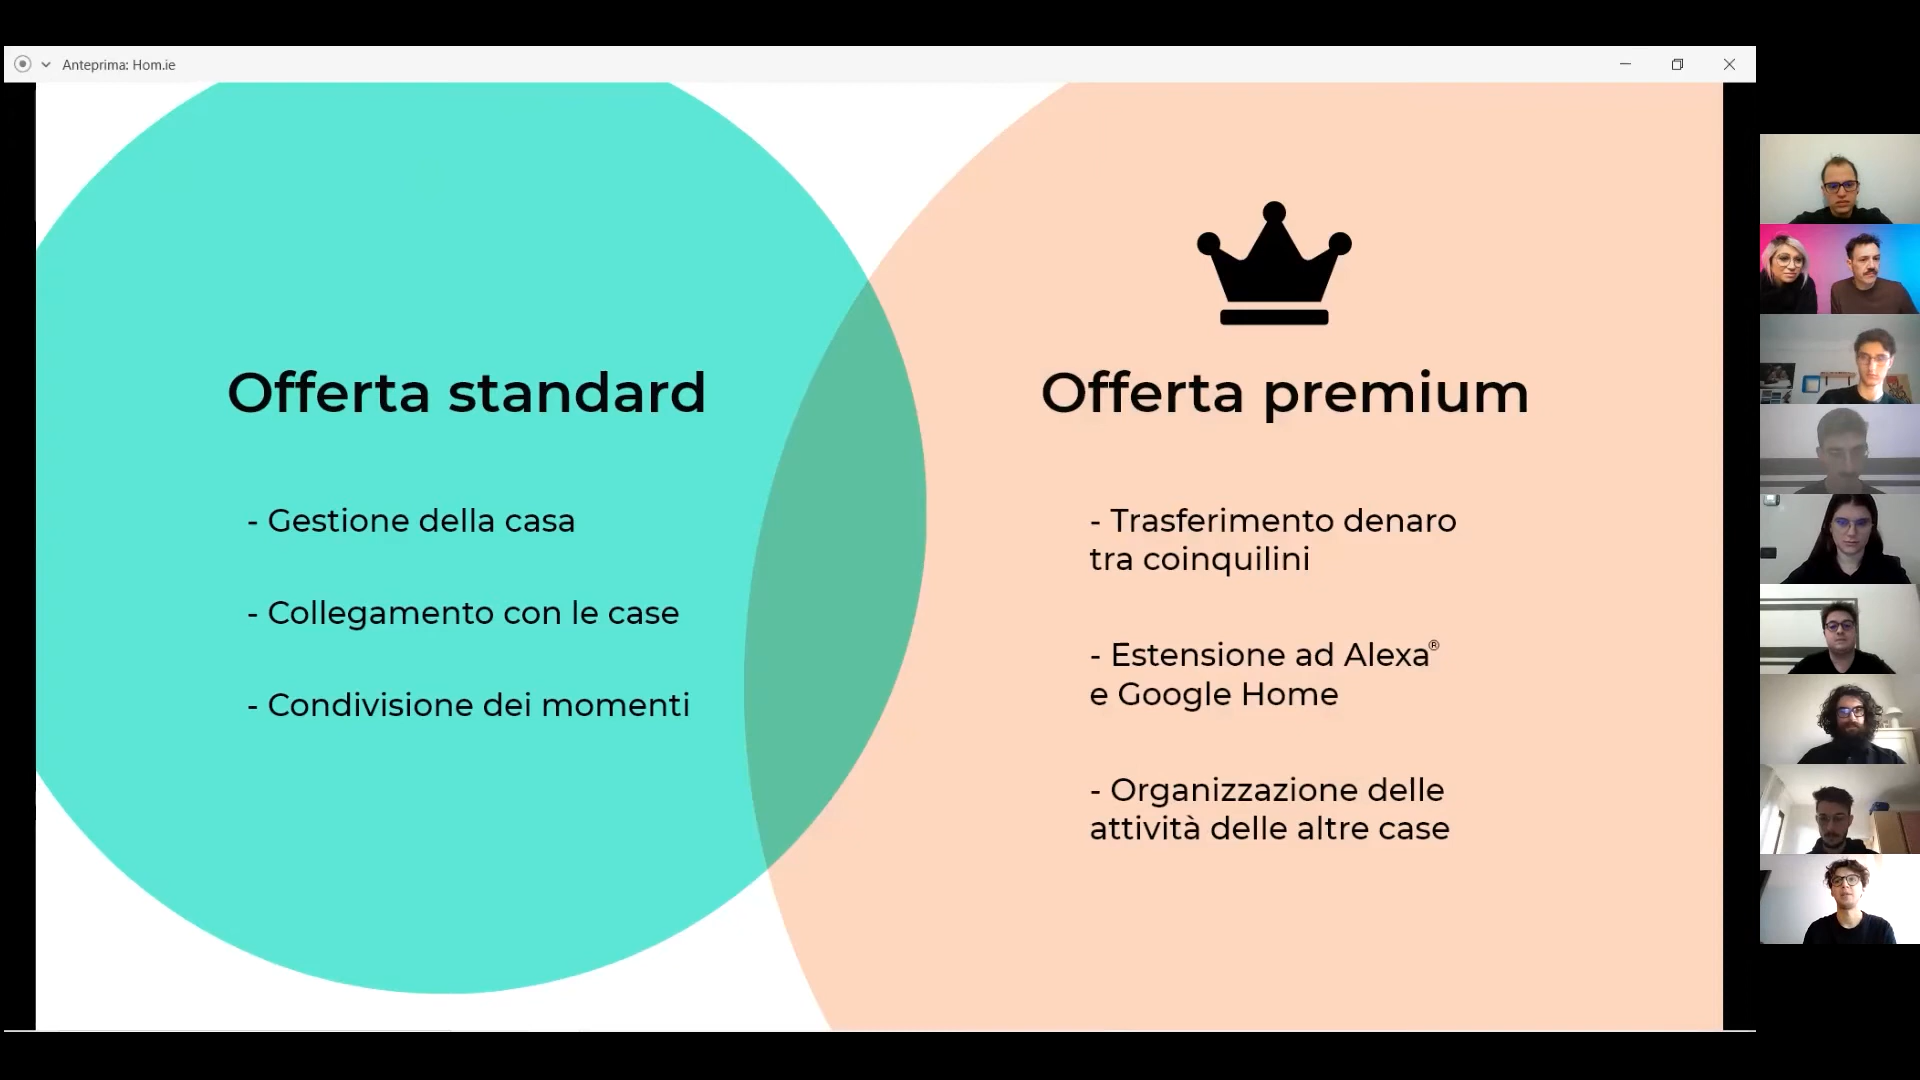 Anteprima: Hom.ie
Offerta standard
- Gestione della casa
- Collegamento con le case
- Condivisione dei momenti
Offerta premium
- Trasferimento denaro
tra coinquilini
- Estensione ad Alexa®
e Google Home
- Organizzazione delle
attività delle altre case